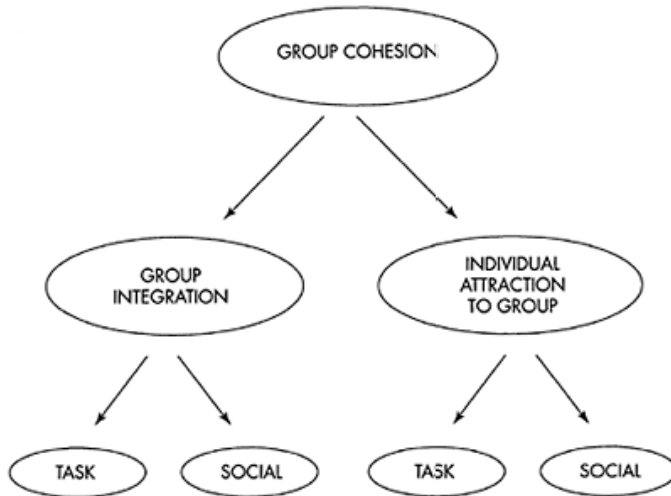 GROUP COHESION
GROUP
INTEGRATION
INDIVIDUAL
ATTRACTION
TO GROUP
TASK
SOCIAL
TASK
SOCIAL